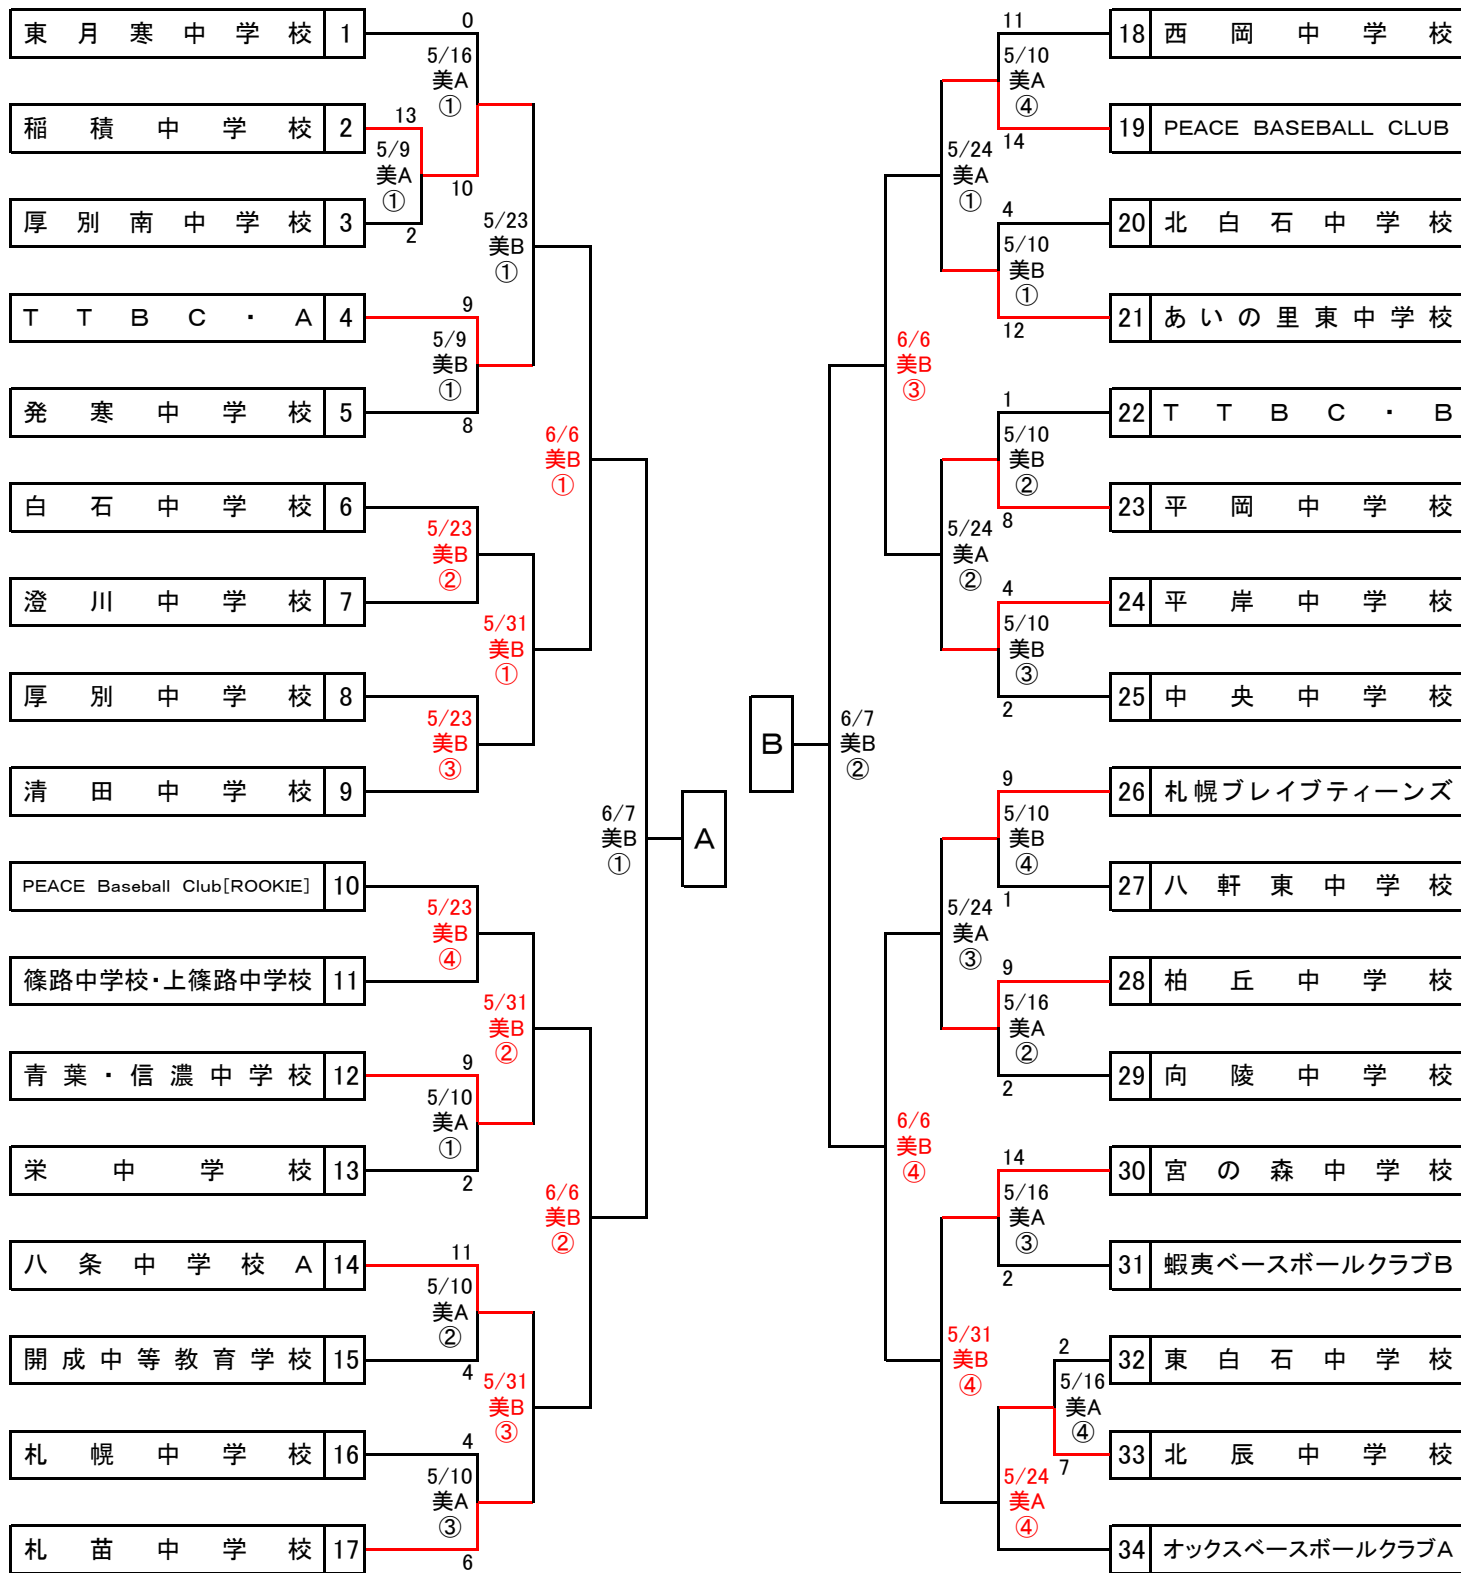 東月寒中学校 1
0
5/16
美A
①
稲積中学校 2
13
5/9
美A
①
10
厚別南中学校 3
2
5/23
美B
①
TTBC・A 4
9
5/9
美B
①
発寒中学校 5
8
6/6
美B
①
白石中学校 6
5/23
美B
②
澄川中学校 7
5/31
美B
①
厚別中学校 8
5/23
美B
③
清田中学校 9
6/7
美B
①
A
PEACE Baseball Club[ROOKIE] 10
5/23
美B
④
篠路中学校・上篠路中学校 11
5/31
美B
②
青葉・信濃中学校 12
9
5/10
美A
①
栄中学校 13
2
6/6
美B
②
八条中学校A 14
11
5/10
美A
②
開成中等教育学校 15
4
5/31
美B
③
札幌中学校 16
4
5/10
美A
③
札苗中学校 17
6
11
18 西岡中学校
5/10
美A
④
19 PEACE BASEBALL CLUB
14
5/24
美A
①
4
20 北白石中学校
5/10
美B
①
21 あいの里東中学校
12
6/6
美B
③
1
22 TTBC・B
5/10
美B
②
23 平岡中学校
8
5/24
美A
②
4
24 平岸中学校
5/10
美B
③
25 中央中学校
2
B
6/7
美B
②
9
26 札幌ブレイブティーンズ
5/10
美B
④
27 八軒東中学校
1
5/24
美A
③
9
28 柏丘中学校
5/16
美A
②
29 向陵中学校
2
6/6
美B
④
14
30 宮の森中学校
5/16
美A
③
31 蝦夷ベースボールクラブB
2
5/31
美B
④
2
32 東白石中学校
5/16
美A
④
33 北辰中学校
7
5/24
美A
④
34 オックスベースボールクラブA